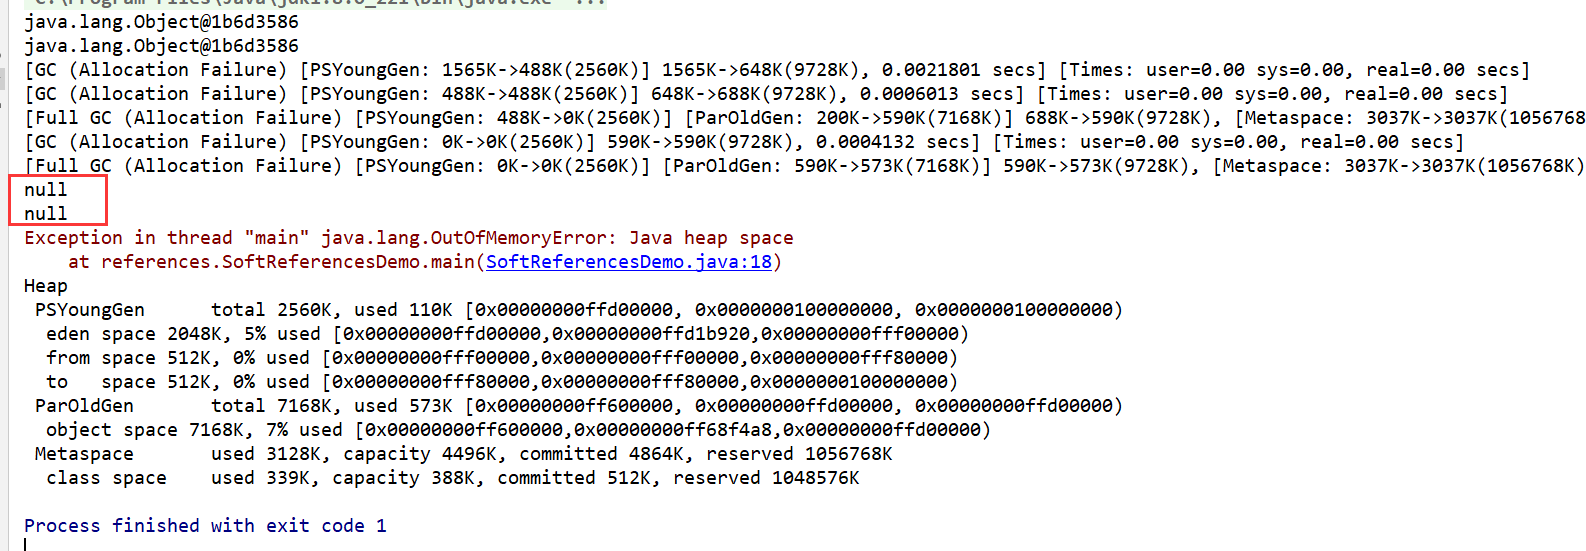 java.lang.Object@1b6d3586
java.lang.Object@1b6d3586
[GC (Allocation Failure) [PSYoungGen: 1565K->488K(2560K)] 1565K->648K(9728K), 0.0021801 secs] [Times: user=0.00 sys=0.00, real=0.00 secs]
[GC (Allocation Failure) [PSYoungGen: 488K->488K(2560K)] 648K->688K(9728K), 0.0006013 secs] [Times: user=0.00 sys=0.00, real=0.00 secs]
[Full GC (Allocation Failure) [PSYoungGen: 488K->0K(2560K)] [ParOldGen: 200K->590K(7168K)] 688K->590K(9728K), [Metaspace: 3037K->3037K(1056768
[GC (Allocation Failure) [PSYoungGen: 0K->0K(2560K)] 590K->590K(9728K), 0.0004132 secs] [Times: user=0.00 sys=0.00, real=0.00 secs]
[Full GC (Allocation Failure) [PSYoungGen: 0K->0K(2560K)] [ParOldGen: 590K->573K(7168K)] 590K->573K(9728K), [Metaspace: 3037K->3037K(1056768K)
null
null
Exception in thread "main" java.lang.OutOfMemoryError: Java heap space
    at references.SoftReferencesDemo.main(SoftReferencesDemo.java:18)
Heap
 PSYoungGen      total 2560K, used 110K [0x00000000ffd00000, 0x0000000100000000, 0x0000000100000000)
  eden space 2048K, 5% used [0x00000000ffd00000,0x00000000ffd1b920,0x00000000fff00000)
  from space 512K, 0% used [0x00000000fff00000,0x00000000fff00000,0x00000000fff80000)
  to   space 512K, 0% used [0x00000000fff80000,0x00000000fff80000,0x0000000100000000)
 ParOldGen       total 7168K, used 573K [0x00000000ff600000, 0x00000000ffd00000, 0x00000000ffd00000)
  object space 7168K, 7% used [0x00000000ff600000,0x00000000ff68f4a8,0x00000000ffd00000)
 Metaspace       used 3128K, capacity 4496K, committed 4864K, reserved 1056768K
  class space    used 339K, capacity 388K, committed 512K, reserved 1048576K
Process finished with exit code 1